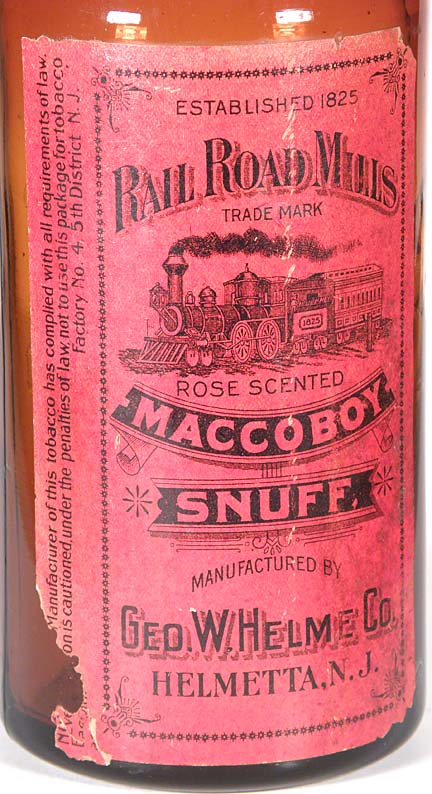 ESTABLISHED 1825
RAIL ROAD MILLS
TRADE MARK
1825
ROSE SCENTED
MACCOBOY
SNUFF.
MANUFACTURED BY
GEO. W. HELME CO.
HELMETTA, N. J.
Manufacturer of this tobacco has complied with all requirements of law.
on is cautioned, under the penalties of law, not to use this package for tobacco
Factory No. 4, 5th District N. J.